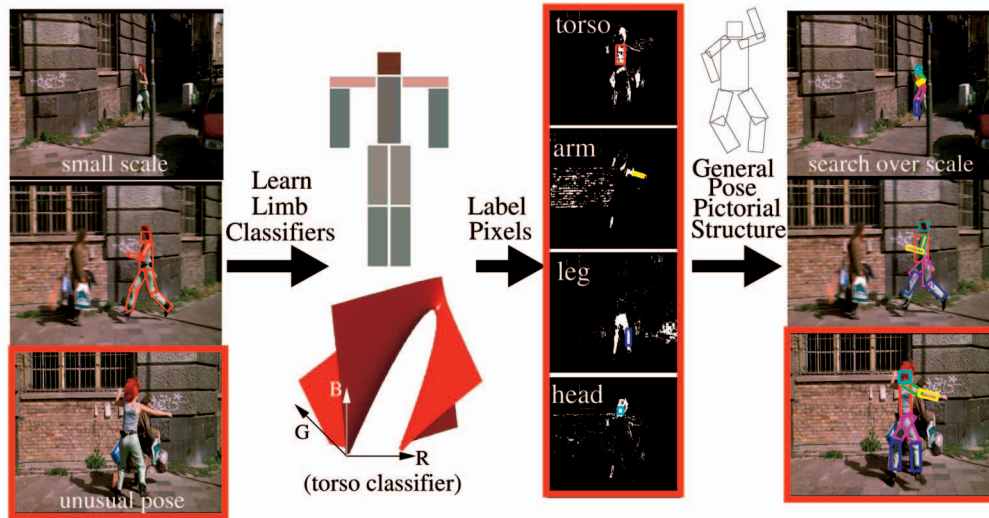 small scale
unusual pose
Learn
Limb
Classifiers
B
G
R
(torso classifier)
Label
Pixels
torso
arm
leg
head
General
Pose
Pictorial
Structure
search over scale